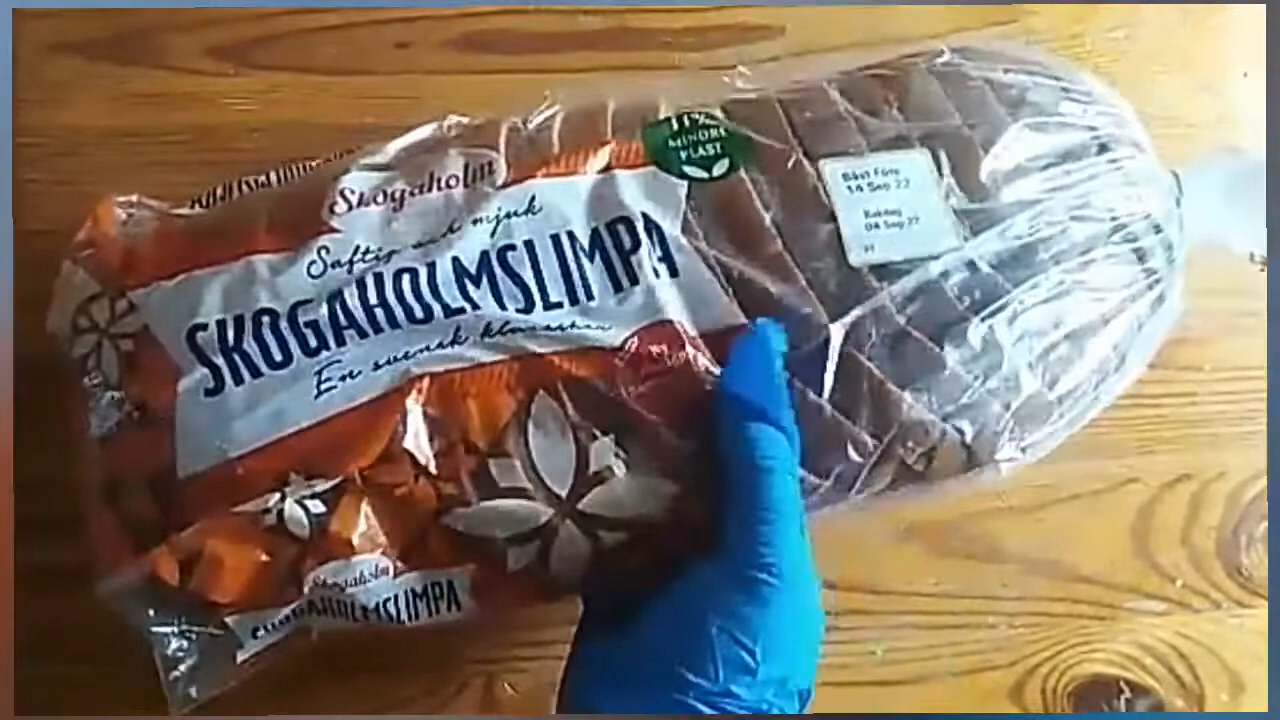 Skogaholm
Saftig och mjuk
SKOGAHOLMSLIMPA
En svensk klassiker
11%
MINDRE
PLAST
Bäst Före
14 Sep 22
Bakdag
04 Sep 22
Skogaholm
SKOGAHOLMSLIMPA